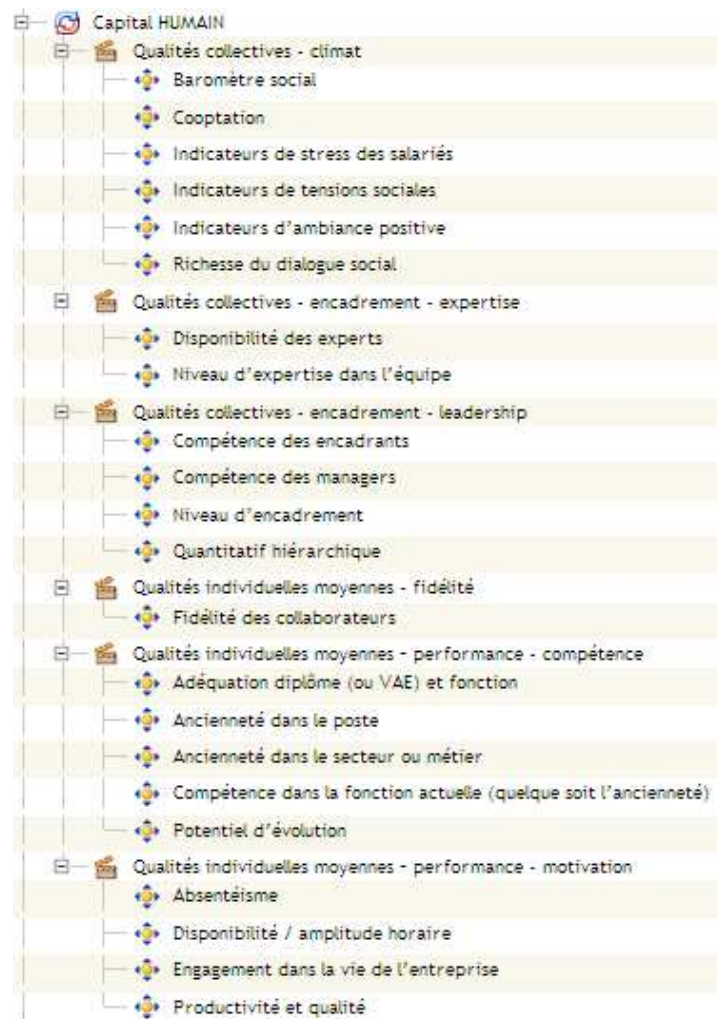 Capital HUMAIN
Qualités collectives - climat
Baromètre social
Cooptation
Indicateurs de stress des salariés
Indicateurs de tensions sociales
Indicateurs d'ambiance positive
Richesse du dialogue social
Qualités collectives - encadrement - expertise
Disponibilité des experts
Niveau d'expertise dans l'équipe
Qualités collectives - encadrement - leadership
Compétence des encadrants
Compétence des managers
Niveau d'encadrement
Quantitatif hiérarchique
Qualités individuelles moyennes - fidélité
Fidélité des collaborateurs
Qualités individuelles moyennes - performance - compétence
Adéquation diplôme (ou VAE) et fonction
Ancienneté dans le poste
Ancienneté dans le secteur ou métier
Compétence dans la fonction actuelle (quelque soit l'ancienneté)
Potentiel d'évolution
Qualités individuelles moyennes - performance - motivation
Absentéisme
Disponibilité / amplitude horaire
Engagement dans la vie de l'entreprise
Productivité et qualité